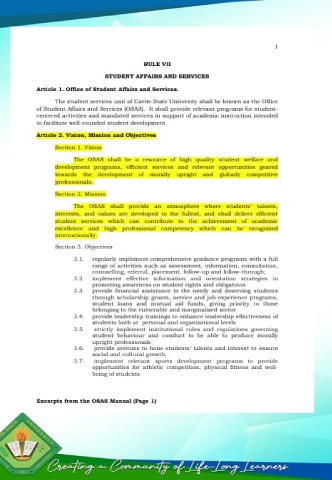 1
RULE VII
STUDENT AFFAIRS AND SERVICES
Article 1. Office of Student Affairs and Services.
The student services unit of Cavite State University shall be known as the Office
of Student Affairs and Services (OSAS). It shall provide relevant programs for student-
centered activities and mandated services in support of academic instruction intended
to facilitate well-rounded student development.
Article 2. Vision, Mission and Objectives
Section 1. Vision
The OSAS shall be a resource of high quality student welfare and
development programs, efficient services and relevant opportunities geared
towards the development of morally upright and globally competitive
professionals.
Section 2. Mission
The OSAS shall provide an atmosphere where students' talents,
interests, and values are developed to the fullest, and shall deliver efficient
student services which can contribute to the achievement of academic
excellence and high professional competency which can be recognized
internationally.
Section 3. Objectives
3.1. regularly implement comprehensive guidance programs with a full
range of activities such as assessment, information, consultation,
counselling, referral, placement, follow-up and follow-through;
3.2. implement effective information and orientation strategies in
promoting awareness on student rights and obligations
3.3. provide financial assistance to the needy and deserving students
through scholarship grants, service and job experience programs,
student loans and mutual aid funds, giving priority to those
belonging to the vulnerable and marginalized sector
3.4. provide leadership trainings to enhance leadership effectiveness of
students both at personal and organizational levels
3.5. strictly implement institutional rules and regulations governing
student behaviour and conduct to be able to produce morally
upright professionals
3.6. provide avenues to hone students' talents and interest to ensure
social and cultural growth;
3.7. implement relevant sports development programs to provide
opportunities for athletic competition, physical fitness and well-
being of students
Excerpts from the OSAS Manual (Page 1)
Creating a Community of Life-Long Learners